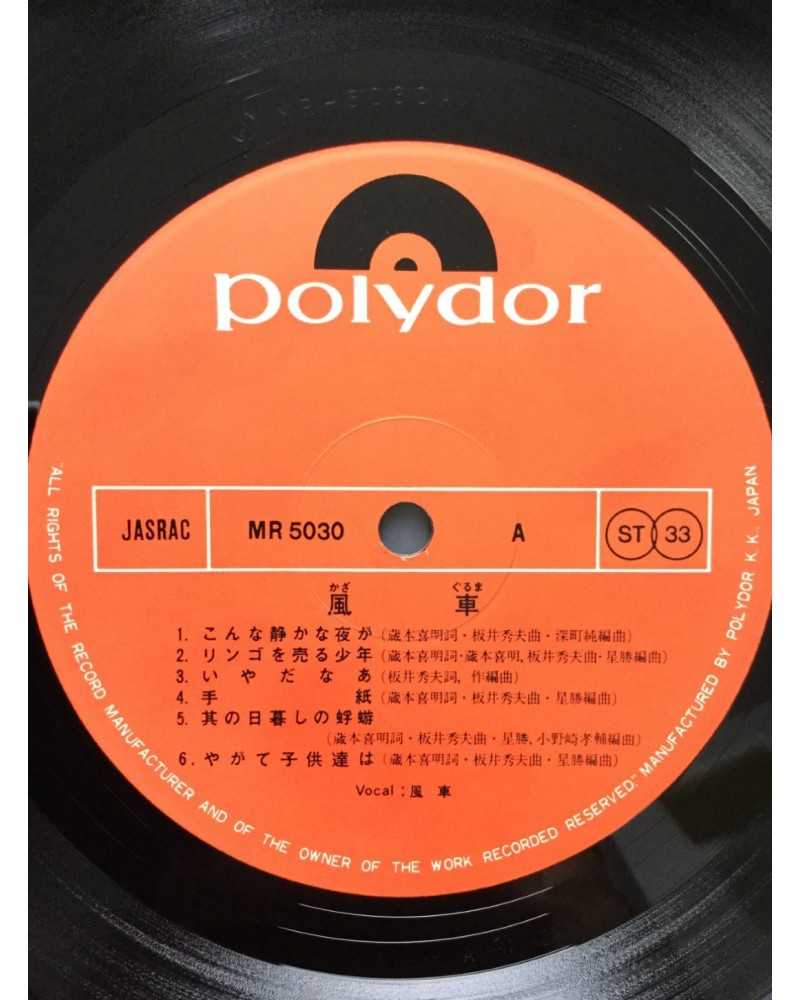 polydor
JASRAC MR 5030 A ST 33
かざ ぐるま
風 車
1. こんな静かな夜が(蔵本喜明詞・板井秀夫曲・深町純編曲)
2. リンゴを売る少年(蔵本喜明詞・蔵本喜明,板井秀夫曲・星勝編曲)
3. いやだなあ(板井秀夫詞,作編曲)
4. 手 紙(蔵本喜明詞・板井秀夫曲・星勝編曲)
5. 其の日暮しの蜉蝣
(蔵本喜明詞・板井秀夫曲・星勝,小野崎孝輔編曲)
6. やがて子供達は(蔵本喜明詞・板井秀夫曲・星勝編曲)
Vocal:風 車
"ALL RIGHTS OF THE RECORD MANUFACTURER AND OF THE OWNER OF THE WORK RECORDED RESERVED." MANUFACTURED BY POLYDOR K.K., JAPAN